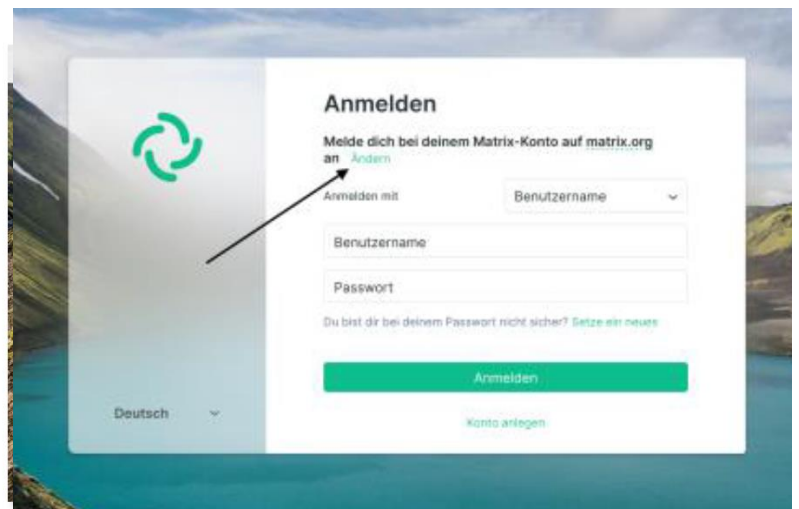 Anmelden
Melde dich bei deinem Matrix-Konto auf matrix.org
an Ändern
Anmelden mit
Benutzername
Benutzername
Passwort
Du bist dir bei deinem Passwort nicht sicher? Setze ein neues
Anmelden
Deutsch
Konto anlegen